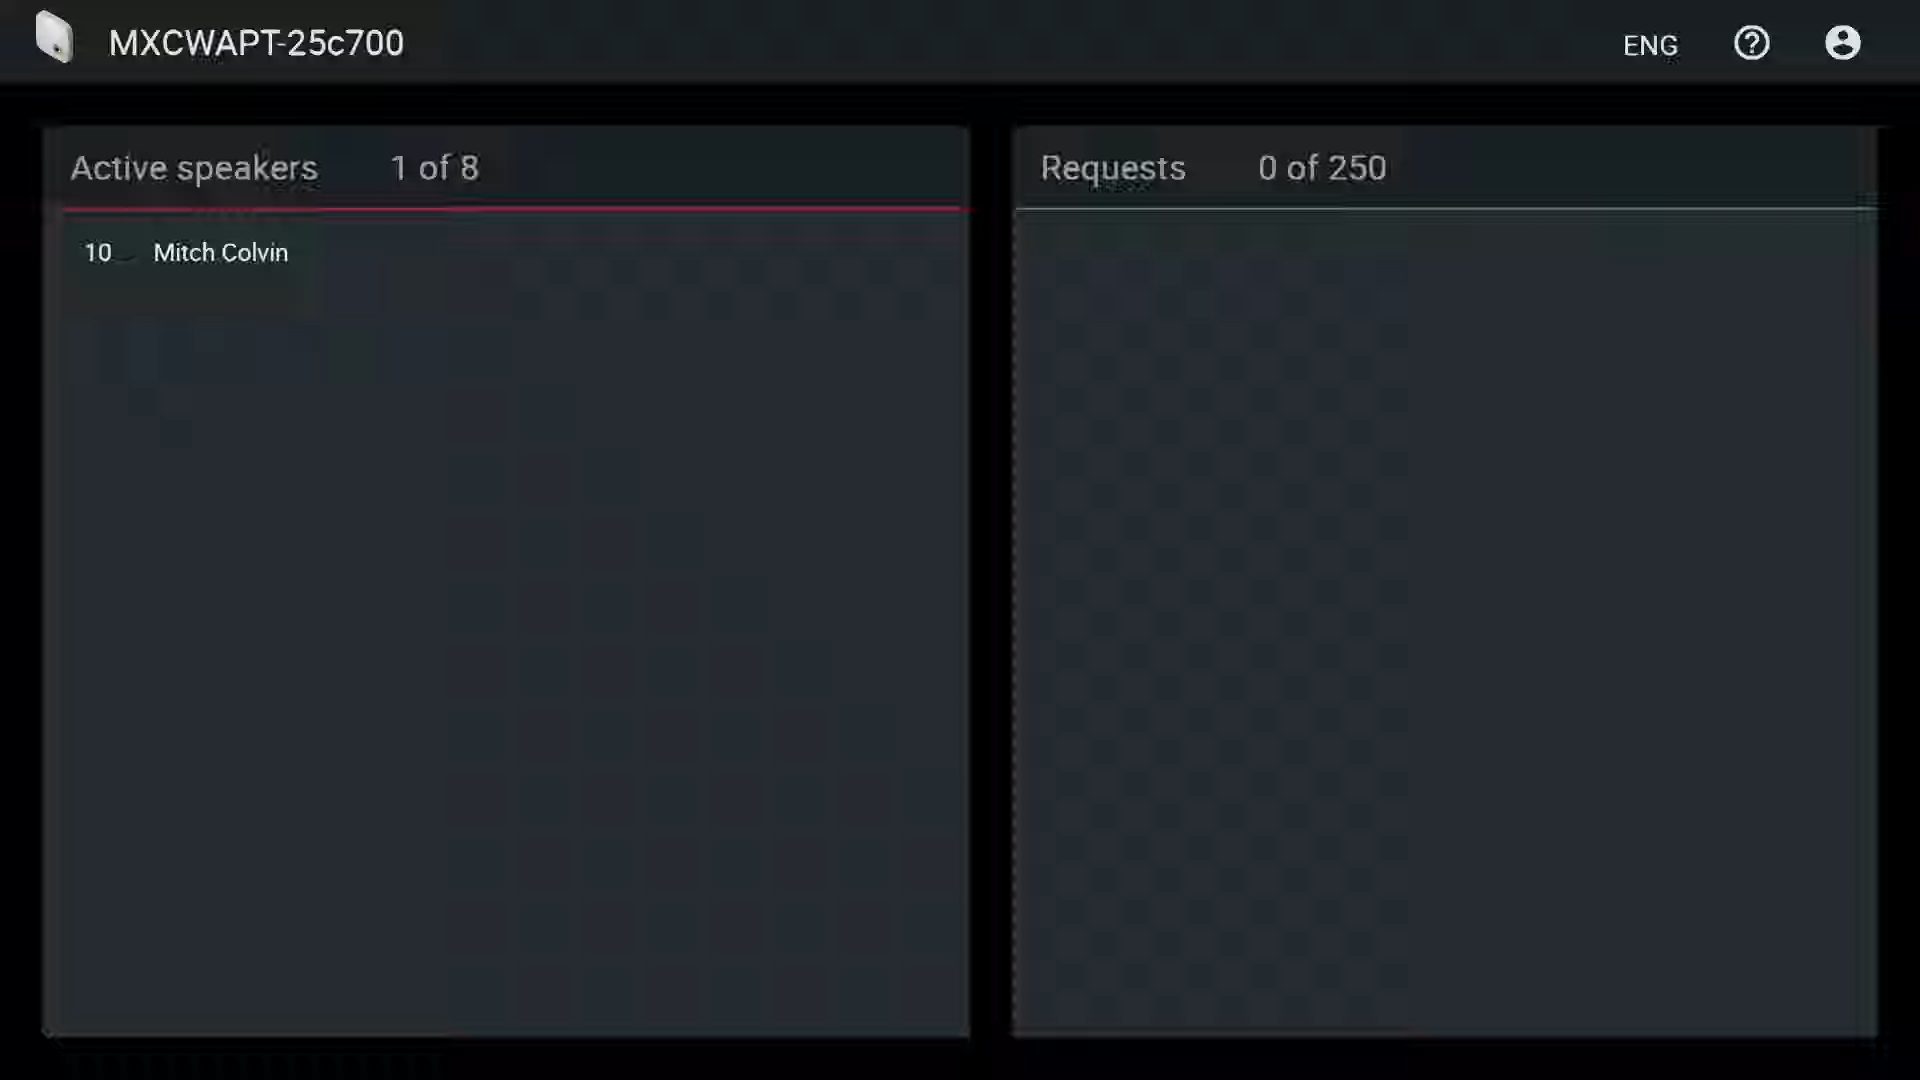 MXCWAPT-25c700
ENG
Active speakers 1 of 8
10 Mitch Colvin
Requests 0 of 250